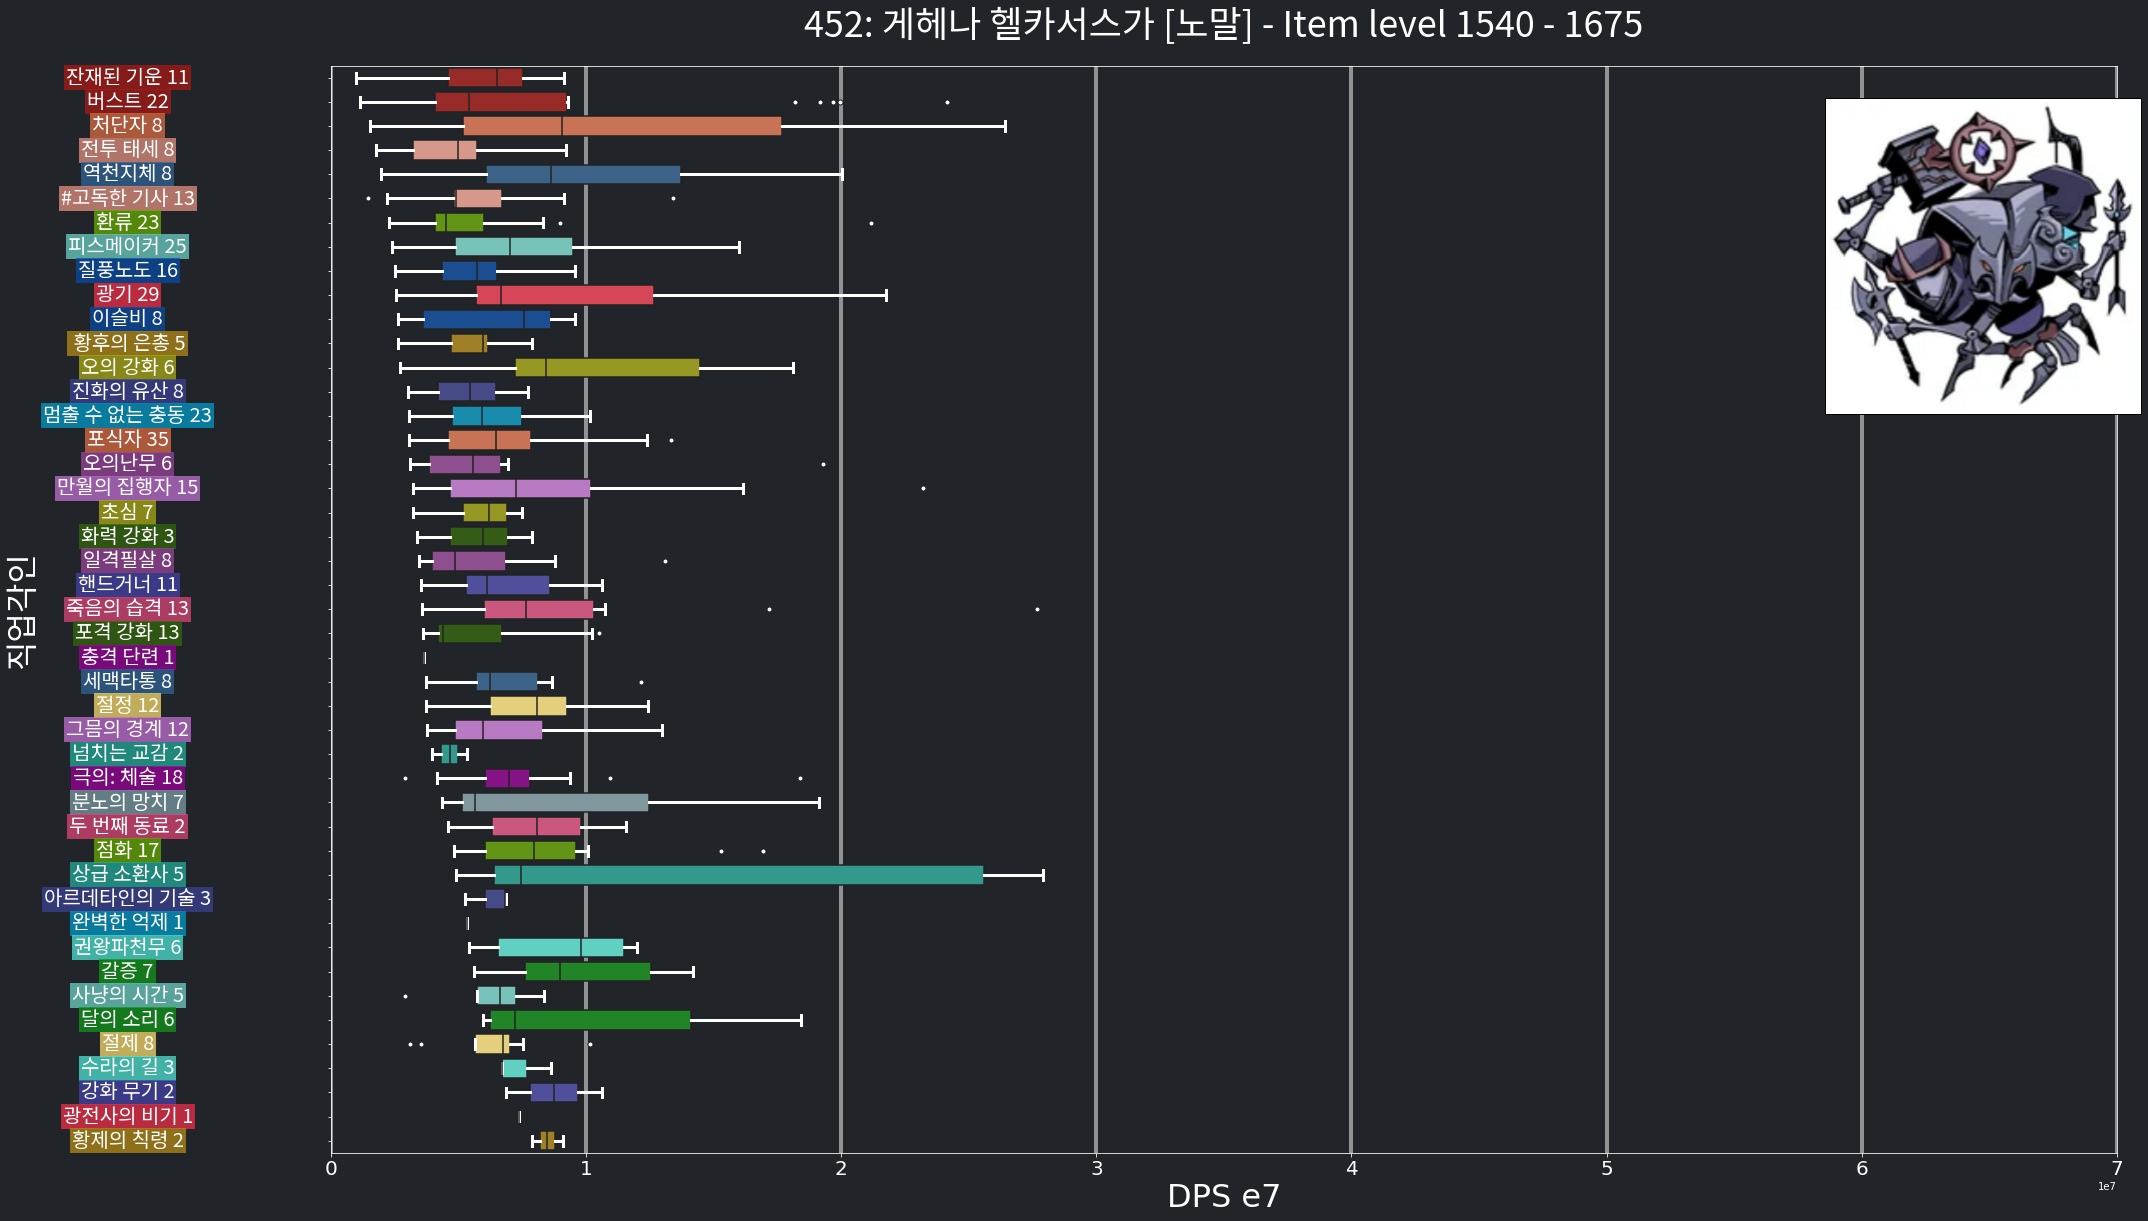 452: 게헤나 헬카서스가 [노말] - Item level 1540 - 1675
직업각인
잔재된 기운 11
버스트 22
처단자 8
전투 태세 8
역천지체 8
#고독한 기사 13
환류 23
피스메이커 25
질풍노도 16
광기 29
이슬비 8
황후의 은총 5
오의 강화 6
진화의 유산 8
멈출 수 없는 충동 23
포식자 35
오의난무 6
만월의 집행자 15
초심 7
화력 강화 3
일격필살 8
핸드거너 11
죽음의 습격 13
포격 강화 13
충격 단련 1
세맥타통 8
절정 12
그믐의 경계 12
넘치는 교감 2
극의: 체술 18
분노의 망치 7
두 번째 동료 2
점화 17
상급 소환사 5
아르데타인의 기술 3
완벽한 억제 1
권왕파천무 6
갈증 7
사냥의 시간 5
달의 소리 6
절제 8
수라의 길 3
강화 무기 2
광전사의 비기 1
황제의 칙령 2
0 1 2 3 4 5 6 7
1e7
DPS e7